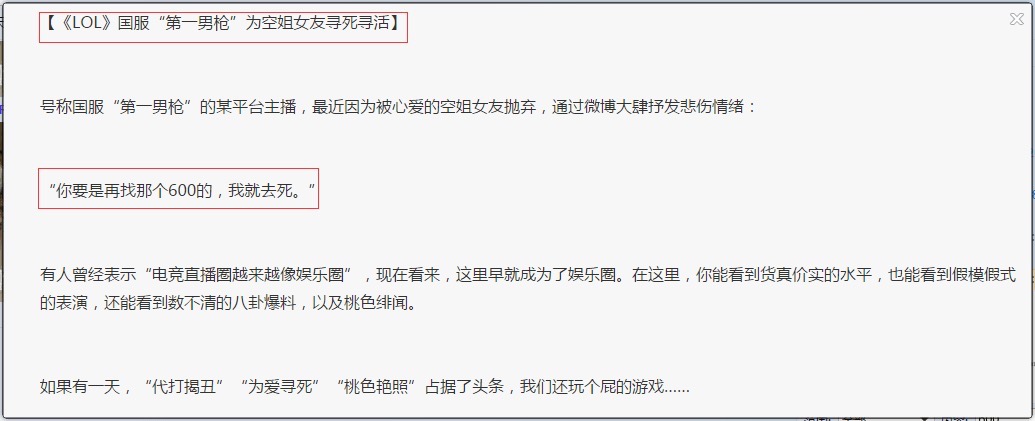 【《LOL》国服“第一男枪”为空姐女友寻死寻活】
号称国服“第一男枪”的某平台主播，最近因为被心爱的空姐女友抛弃，通过微博大肆抒发悲伤情绪：
“你要是再找那个600的，我就去死。”
有人曾经表示“电竞直播圈越来越像娱乐圈”，现在看来，这里早就成为了娱乐圈。在这里，你能看到货真价实的水平，也能看到假模假式
的表演，还能看到数不清的八卦爆料，以及桃色绯闻。
如果有一天，“代打揭丑”“为爱寻死”“桃色艳照”占据了头条，我们还玩个屁的游戏......